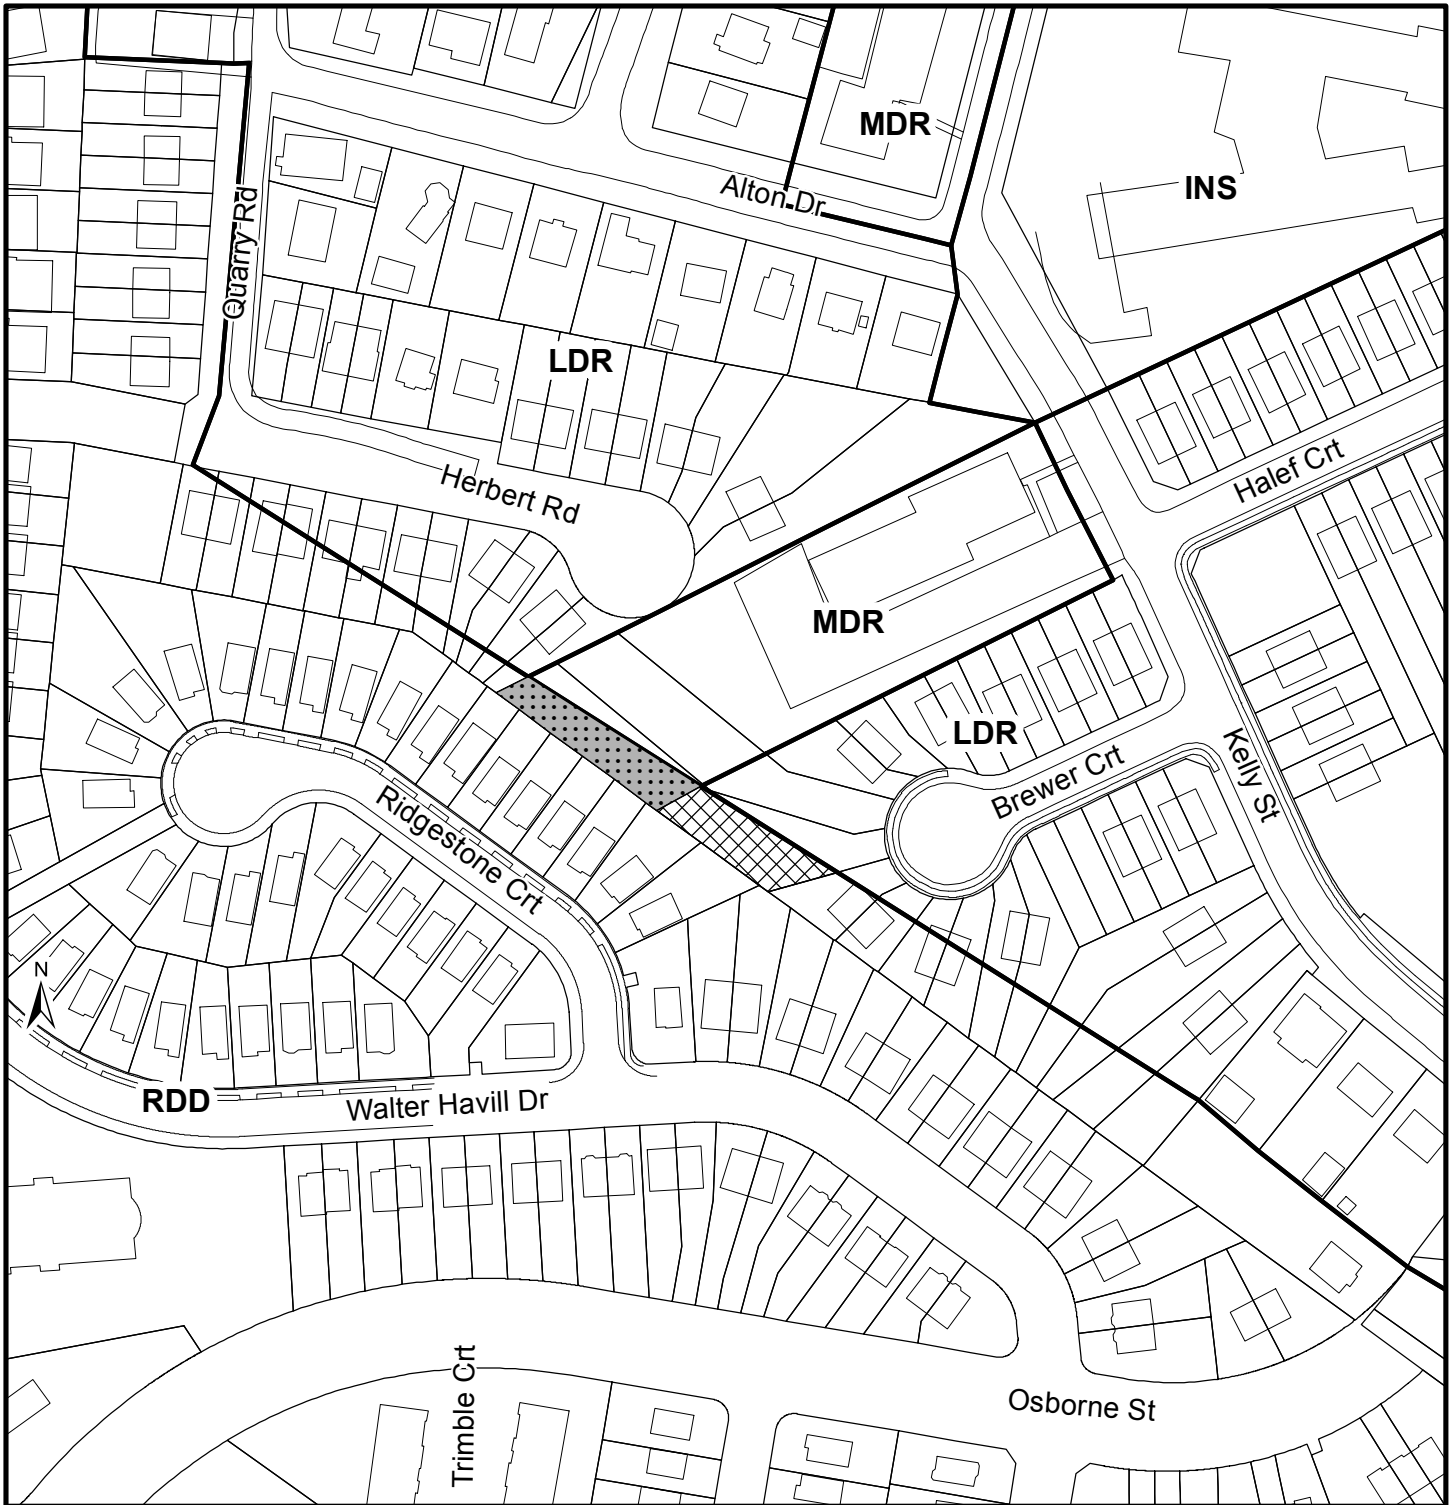 MDR
INS
Alton Dr
Quarry Rd
LDR
Halef Crt
Herbert Rd
MDR
LDR
Kelly St
Brewer Crt
Ridgestone Crt
N
RDD
Walter Havill Dr
Trimble Crt
Osborne St